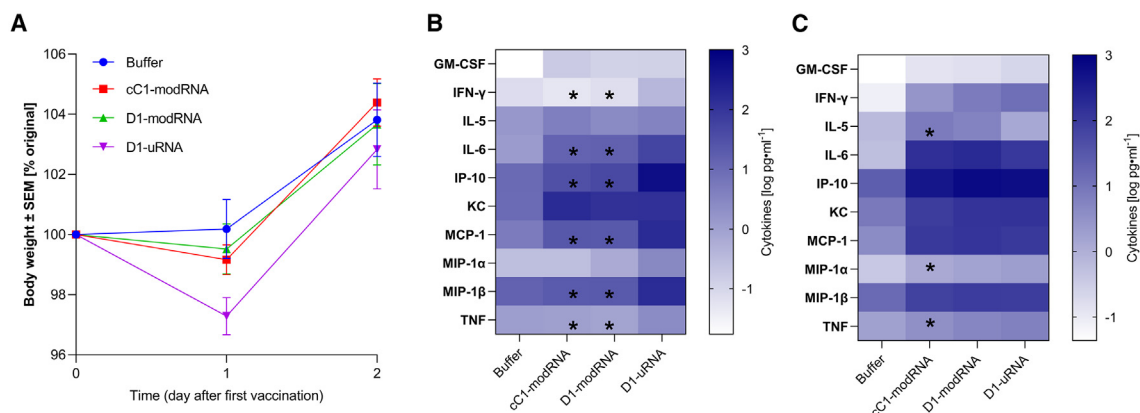 A
Buffer
cC1-modRNA
D1-modRNA
D1-uRNA
106
104
102
100
98
96
Body weight ± SEM [% original]
0
1
2
Time (day after first vaccination)
B
GM-CSF
IFN-γ
IL-5
IL-6
IP-10
KC
MCP-1
MIP-1α
MIP-1β
TNF
* *
* *
* *
* *
* *
* *
Buffer
cC1-modRNA
D1-modRNA
D1-uRNA
3
2
1
0
-1
Cytokines [log pg•ml⁻¹]
C
GM-CSF
IFN-γ
IL-5
IL-6
IP-10
KC
MCP-1
MIP-1α
MIP-1β
TNF
*
*
*
Buffer
cC1-modRNA
D1-modRNA
D1-uRNA
3
2
1
0
-1
Cytokines [log pg•ml⁻¹]